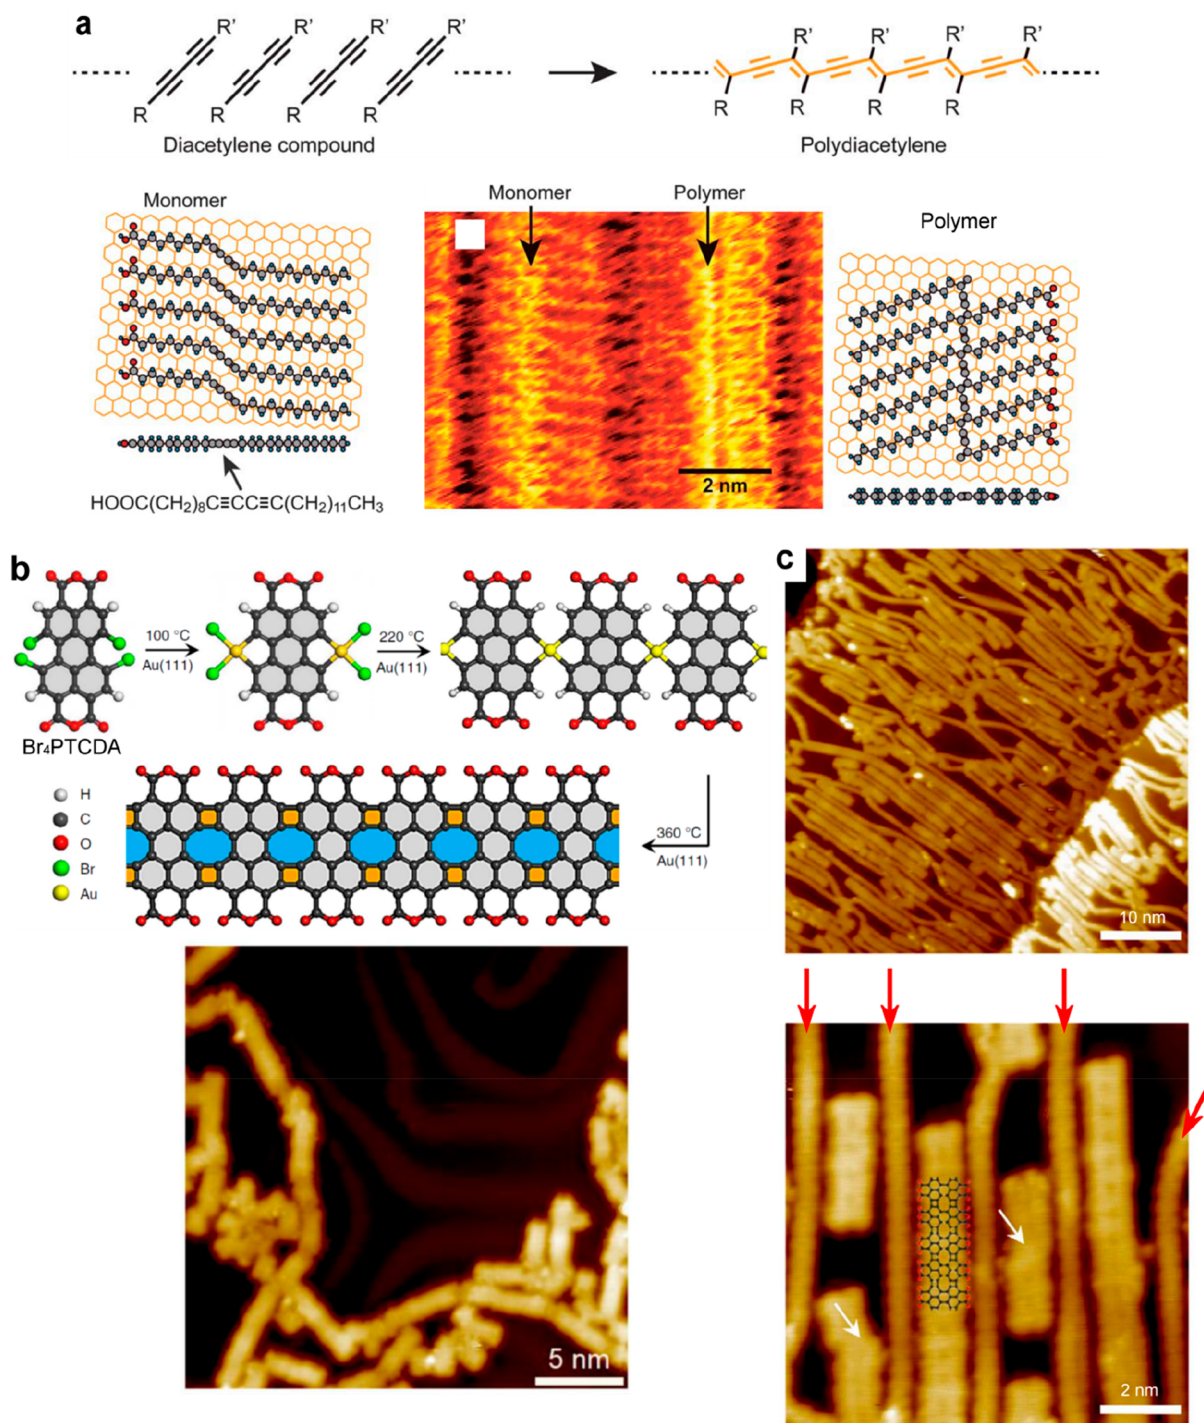 a
R' R' R' R'
R R R R
Diacetylene compound
R' R' R' R'
R R R R
Polydiacetylene
Monomer
HOOC(CH₂)₈C≡C–C≡C(CH₂)₁₁CH₃
Monomer
Polymer
2 nm
Polymer
b
Br₄PTCDA
100 °C
Au(111)
220 °C
Au(111)
360 °C
Au(111)
H
C
O
Br
Au
5 nm
c
10 nm
2 nm